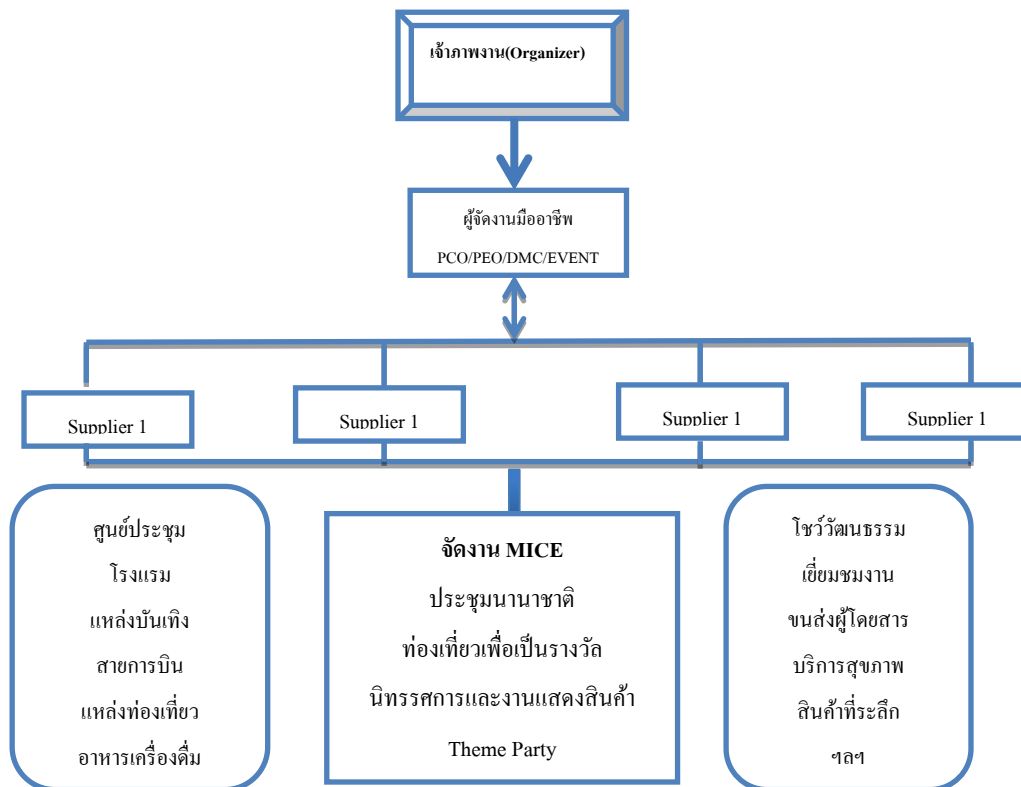 เจ้าภาพงาน(Organizer)
ผู้จัดงานมืออาชีพ
PCO/PEO/DMC/EVENT
Supplier 1
Supplier 1
Supplier 1
Supplier 1
ศูนย์ประชุม
โรงแรม
แหล่งบันเทิง
สายการบิน
แหล่งท่องเที่ยว
อาหารเครื่องดื่ม
จัดงาน MICE
ประชุมนานาชาติ
ท่องเที่ยวเพื่อเป็นรางวัล
นิทรรศการและงานแสดงสินค้า
Theme Party
โชว์วัฒนธรรม
เยี่ยมชมงาน
ขนส่งผู้โดยสาร
บริการสุขภาพ
สินค้าที่ระลึก
ฯลฯ